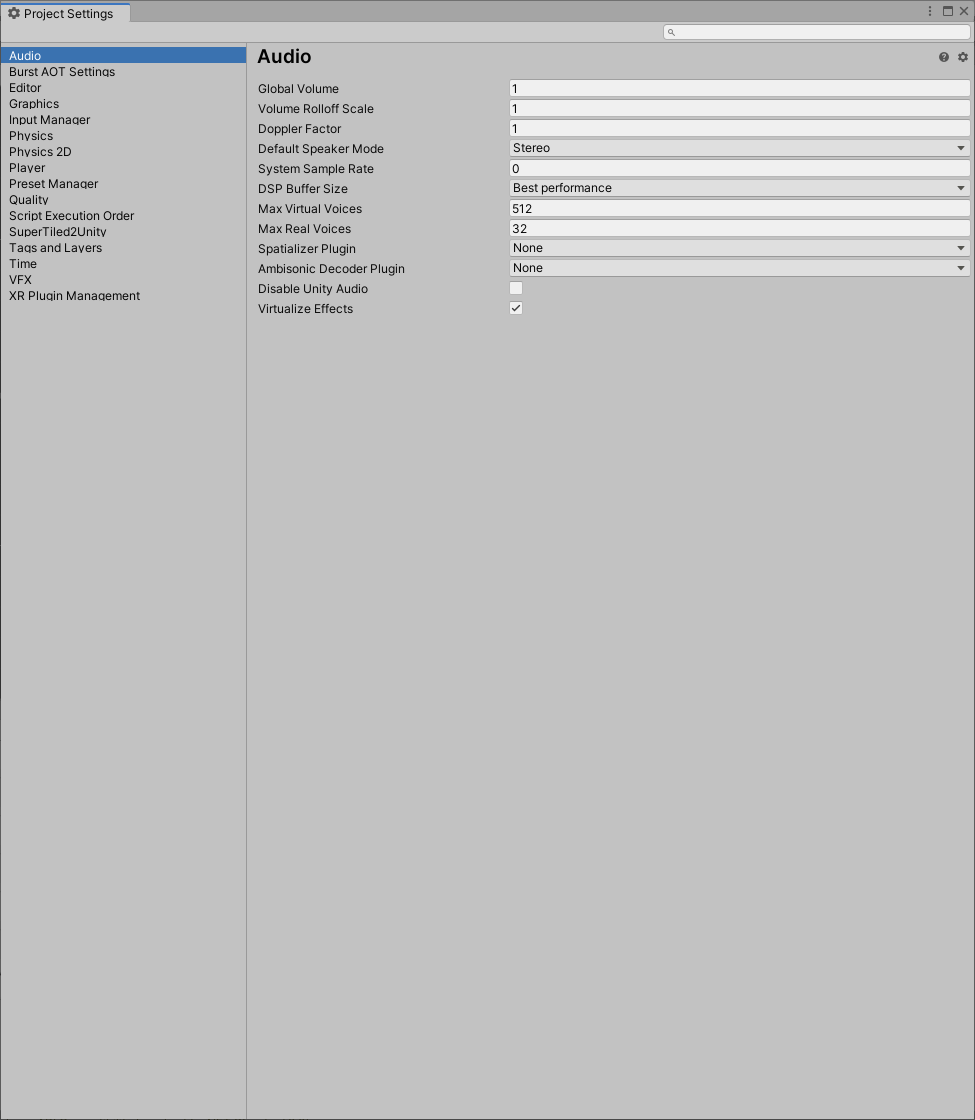 Project Settings
Audio
Burst AOT Settings
Editor
Graphics
Input Manager
Physics
Physics 2D
Player
Preset Manager
Quality
Script Execution Order
SuperTiled2Unity
Tags and Layers
Time
VFX
XR Plugin Management
Audio
Global Volume 1
Volume Rolloff Scale 1
Doppler Factor 1
Default Speaker Mode Stereo
System Sample Rate 0
DSP Buffer Size Best performance
Max Virtual Voices 512
Max Real Voices 32
Spatializer Plugin None
Ambisonic Decoder Plugin None
Disable Unity Audio
Virtualize Effects